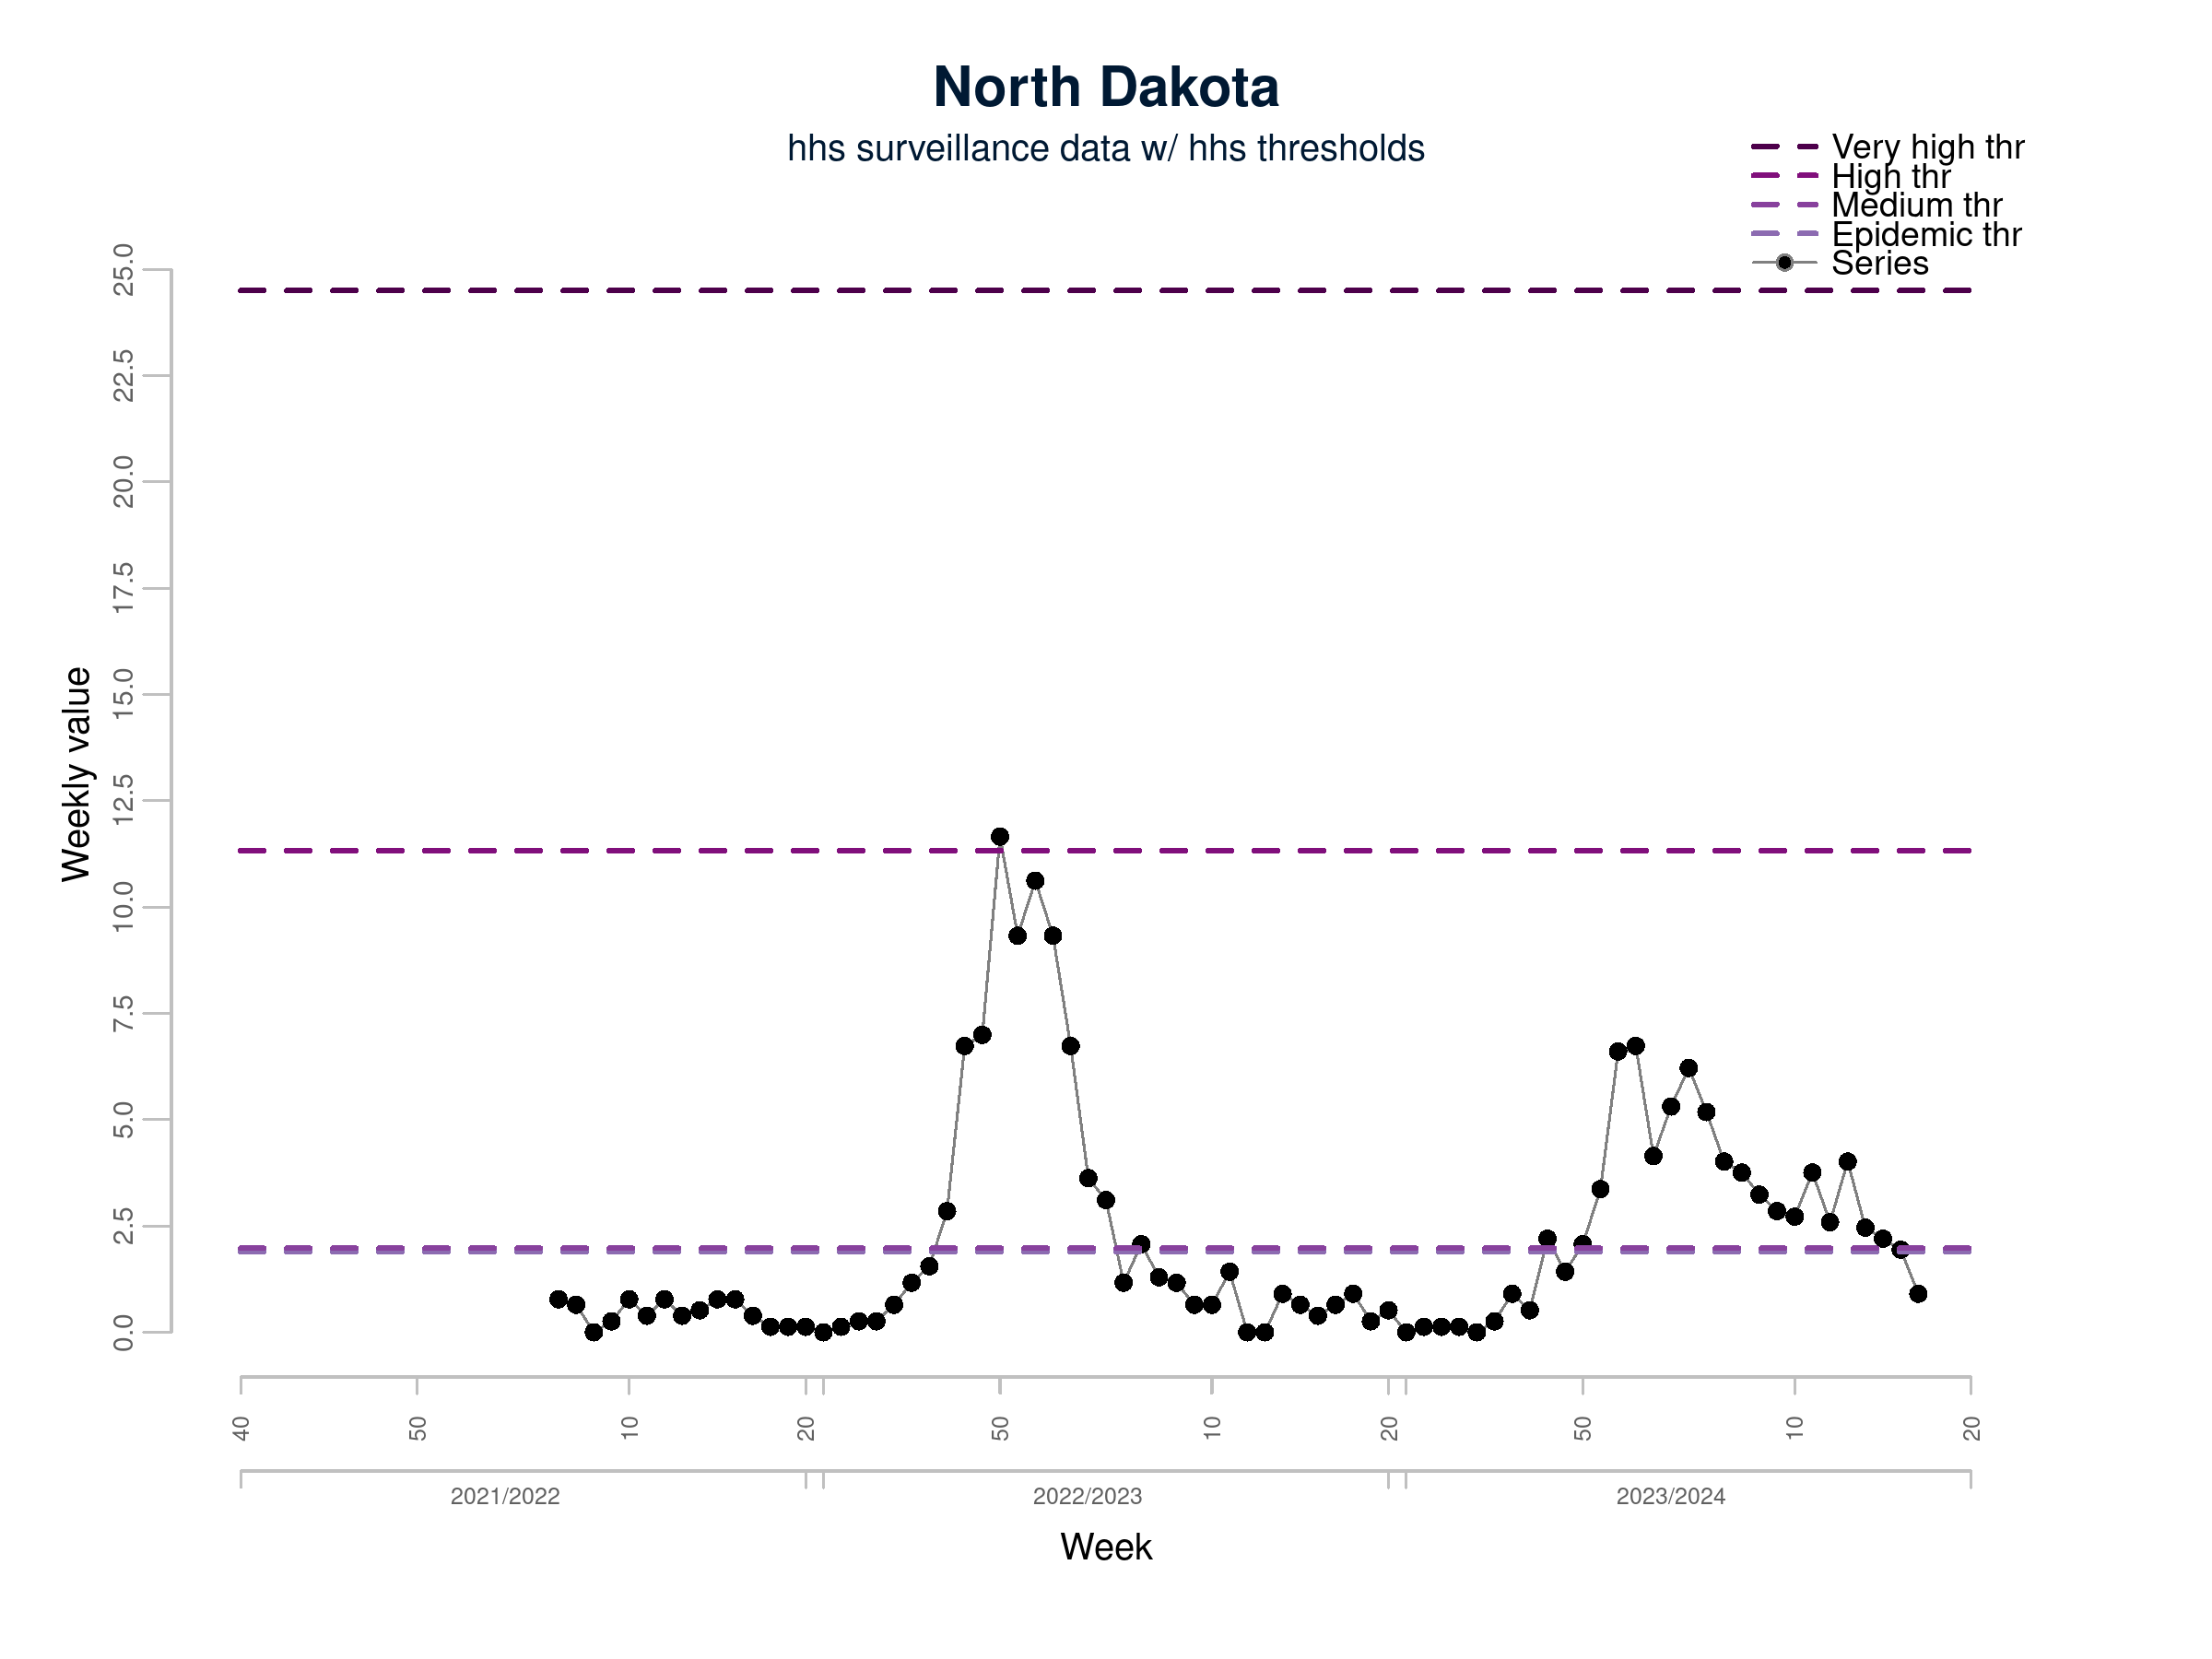 North Dakota
hhs surveillance data w/ hhs thresholds
Very high thr
High thr
Medium thr
Epidemic thr
Series
25.0
22.5
20.0
17.5
15.0
12.5
10.0
7.5
5.0
2.5
0.0
Weekly value
40 50 10 20 50 10 20 50 10 20
2021/2022 2022/2023 2023/2024
Week